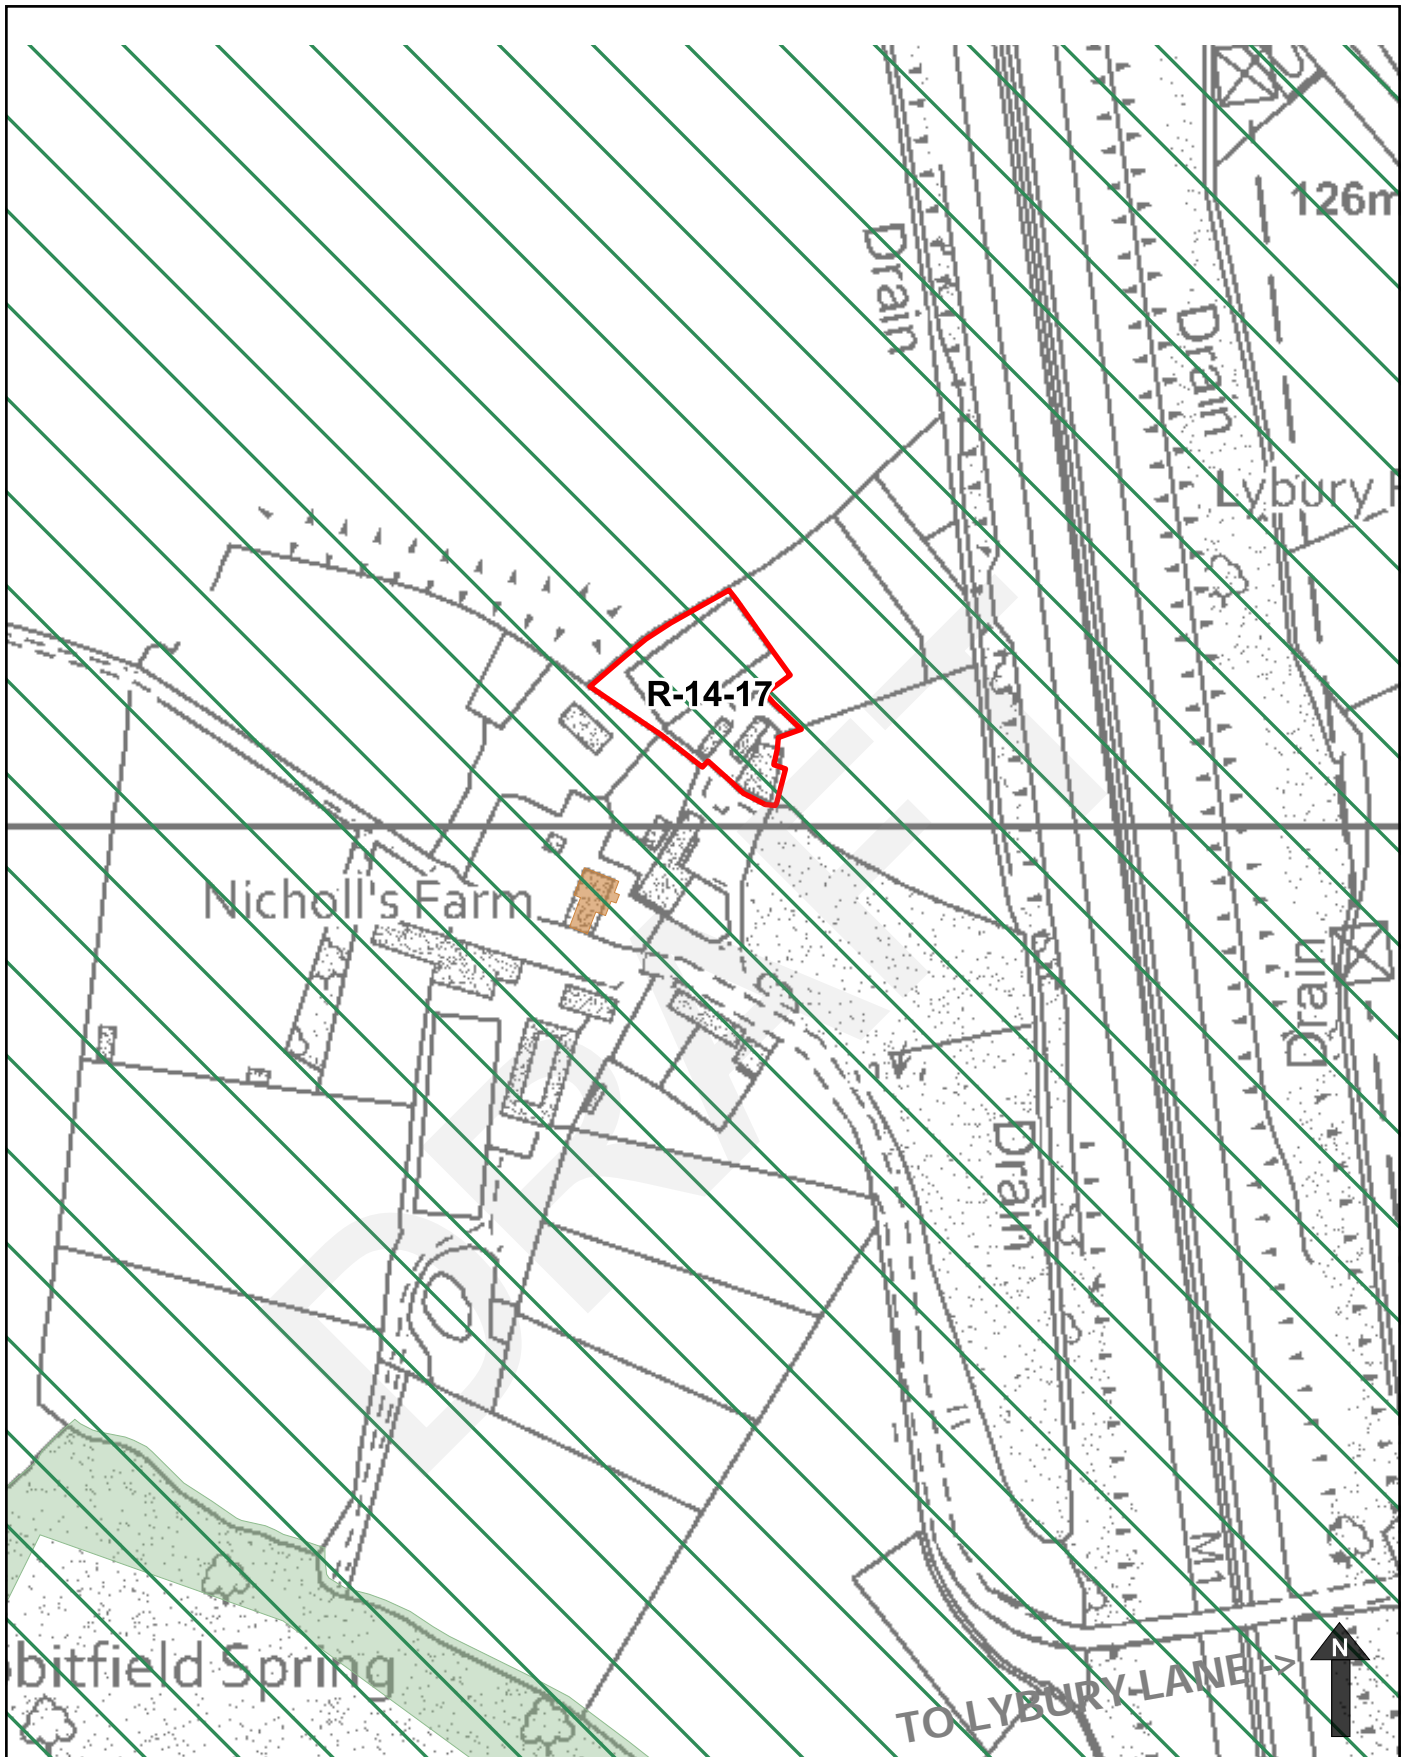 126m
Drain
Drain
Lybury
R-14-17
Nicholl's Farm
Drain
Drain
DRAFT
M1
N
bitfield Spring
TO LYBURY LANE ->